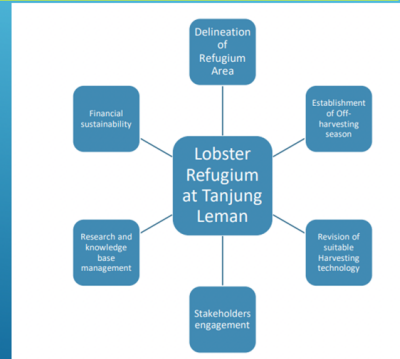 Delineation
of
Refugium
Area
Financial
sustainability
Establishment
of Off-
harvesting
season
Lobster
Refugium
at Tanjung
Leman
Research and
knowledge
base
management
Revision of
suitable
Harvesting
technology
Stakeholders
engagement